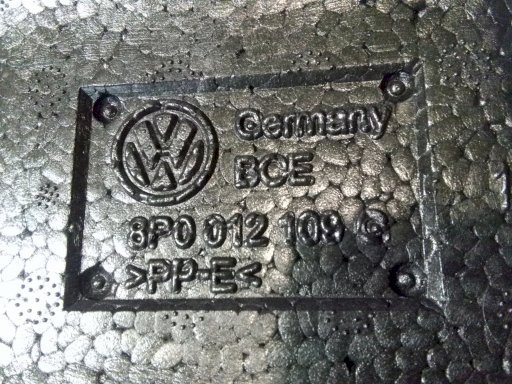 Germany
BCE
8P0 012 109 G
>PP-E<